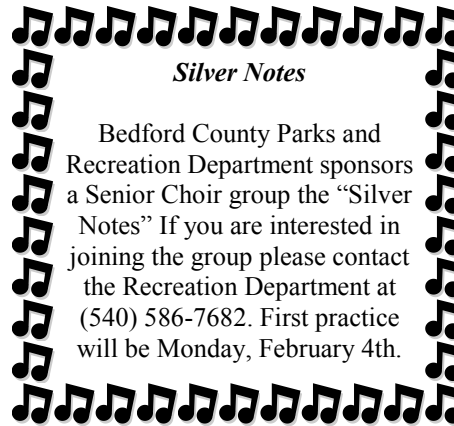 Silver Notes
Bedford County Parks and
Recreation Department sponsors
a Senior Choir group the “Silver
Notes” If you are interested in
joining the group please contact
the Recreation Department at
(540) 586-7682. First practice
will be Monday, February 4th.